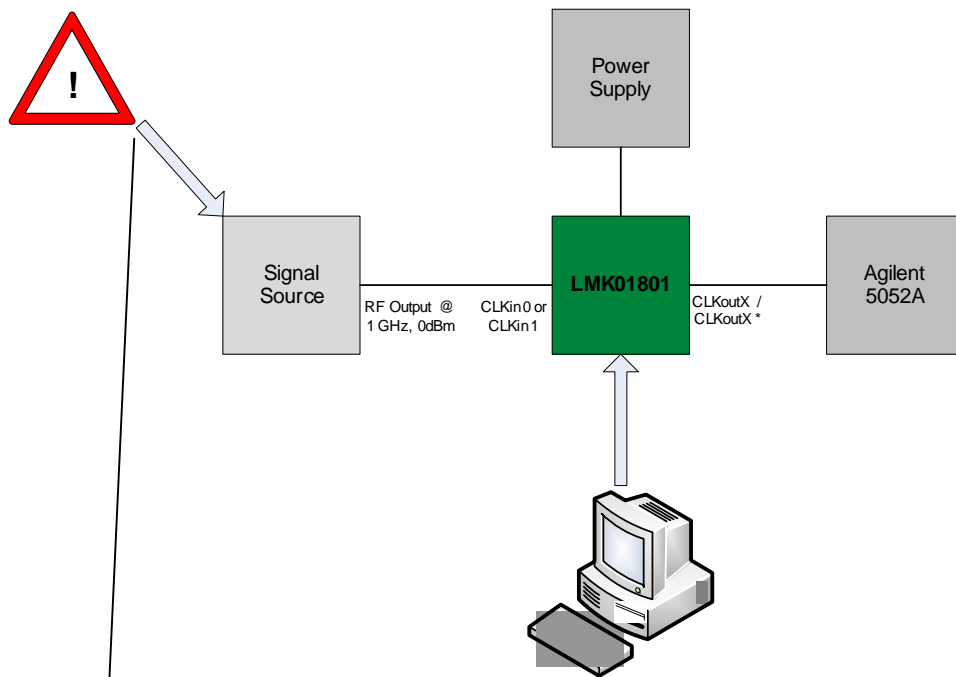 !
Power
Supply
Signal
Source
RF Output @
1 GHz, 0dBm
CLKin0 or
CLKin1
LMK01801
CLKoutX /
CLKoutX*
Agilent
5052A